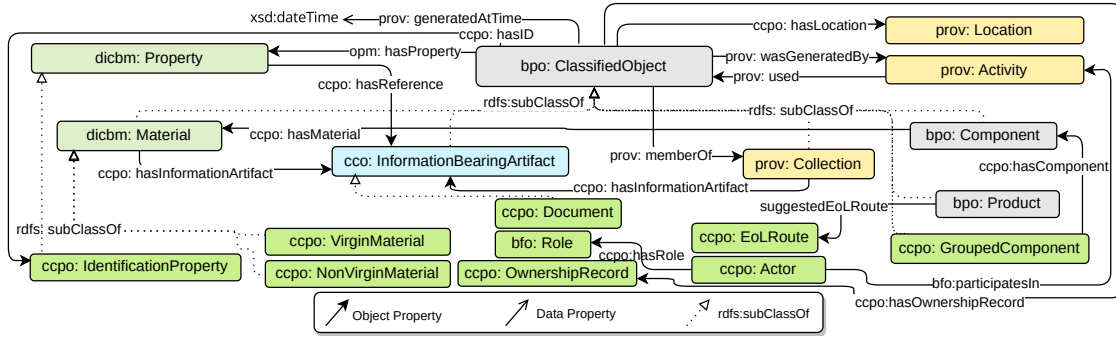 xsd:dateTime
prov: generatedAtTime
ccpo: hasID
ccpo: hasLocation
prov: Location
dicbm: Property
opm: hasProperty
bpo: ClassifiedObject
prov: wasGeneratedBy
prov: used
prov: Activity
ccpo: hasReference
rdfs:subClassOf
rdfs: subClassOf
dicbm: Material
ccpo: hasMaterial
bpo: Component
ccpo: hasInformationArtifact
cco: InformationBearingArtifact
prov: memberOf
prov: Collection
ccpo:hasComponent
ccpo: hasInformationArtifact
ccpo: Document
suggestedEoLRoute
bpo: Product
rdfs: subClassOf
ccpo: VirginMaterial
bfo: Role
ccpo: EoLRoute
ccpo: GroupedComponent
ccpo:hasRole
ccpo: IdentificationProperty
ccpo: NonVirginMaterial
ccpo: OwnershipRecord
ccpo: Actor
bfo:participatesIn
ccpo:hasOwnershipRecord
Object Property
Data Property
rdfs:subClassOf